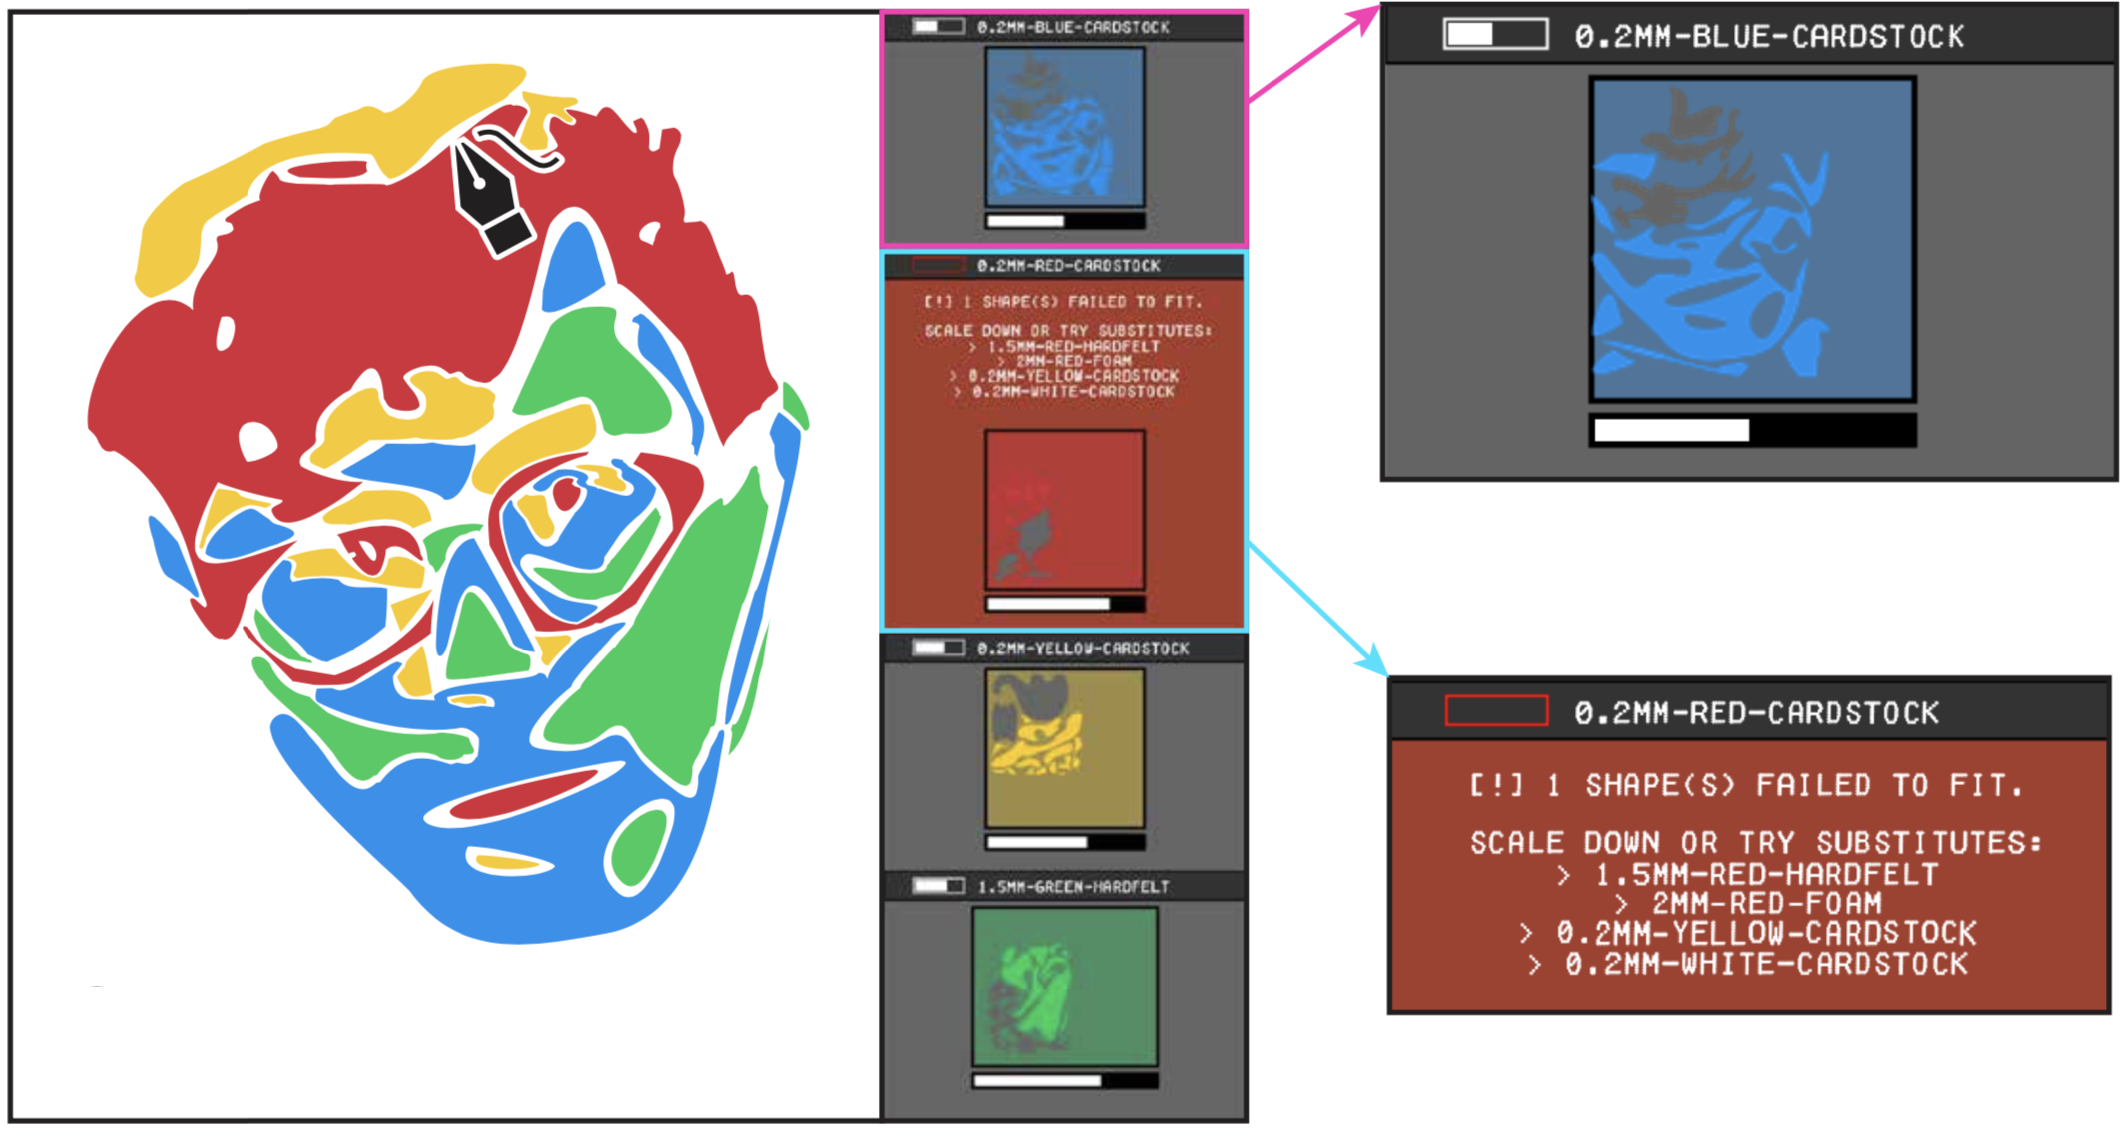 0.2MM-BLUE-CARDSTOCK
0.2MM-RED-CARDSTOCK
[!] 1 SHAPE(S) FAILED TO FIT.
SCALE DOWN OR TRY SUBSTITUTES:
> 1.5MM-RED-HARDFELT
> 2MM-RED-FOAM
> 0.2MM-YELLOW-CARDSTOCK
> 0.2MM-WHITE-CARDSTOCK
0.2MM-YELLOW-CARDSTOCK
1.5MM-GREEN-HARDFELT
0.2MM-BLUE-CARDSTOCK
0.2MM-RED-CARDSTOCK
[!] 1 SHAPE(S) FAILED TO FIT.
SCALE DOWN OR TRY SUBSTITUTES:
> 1.5MM-RED-HARDFELT
> 2MM-RED-FOAM
> 0.2MM-YELLOW-CARDSTOCK
> 0.2MM-WHITE-CARDSTOCK